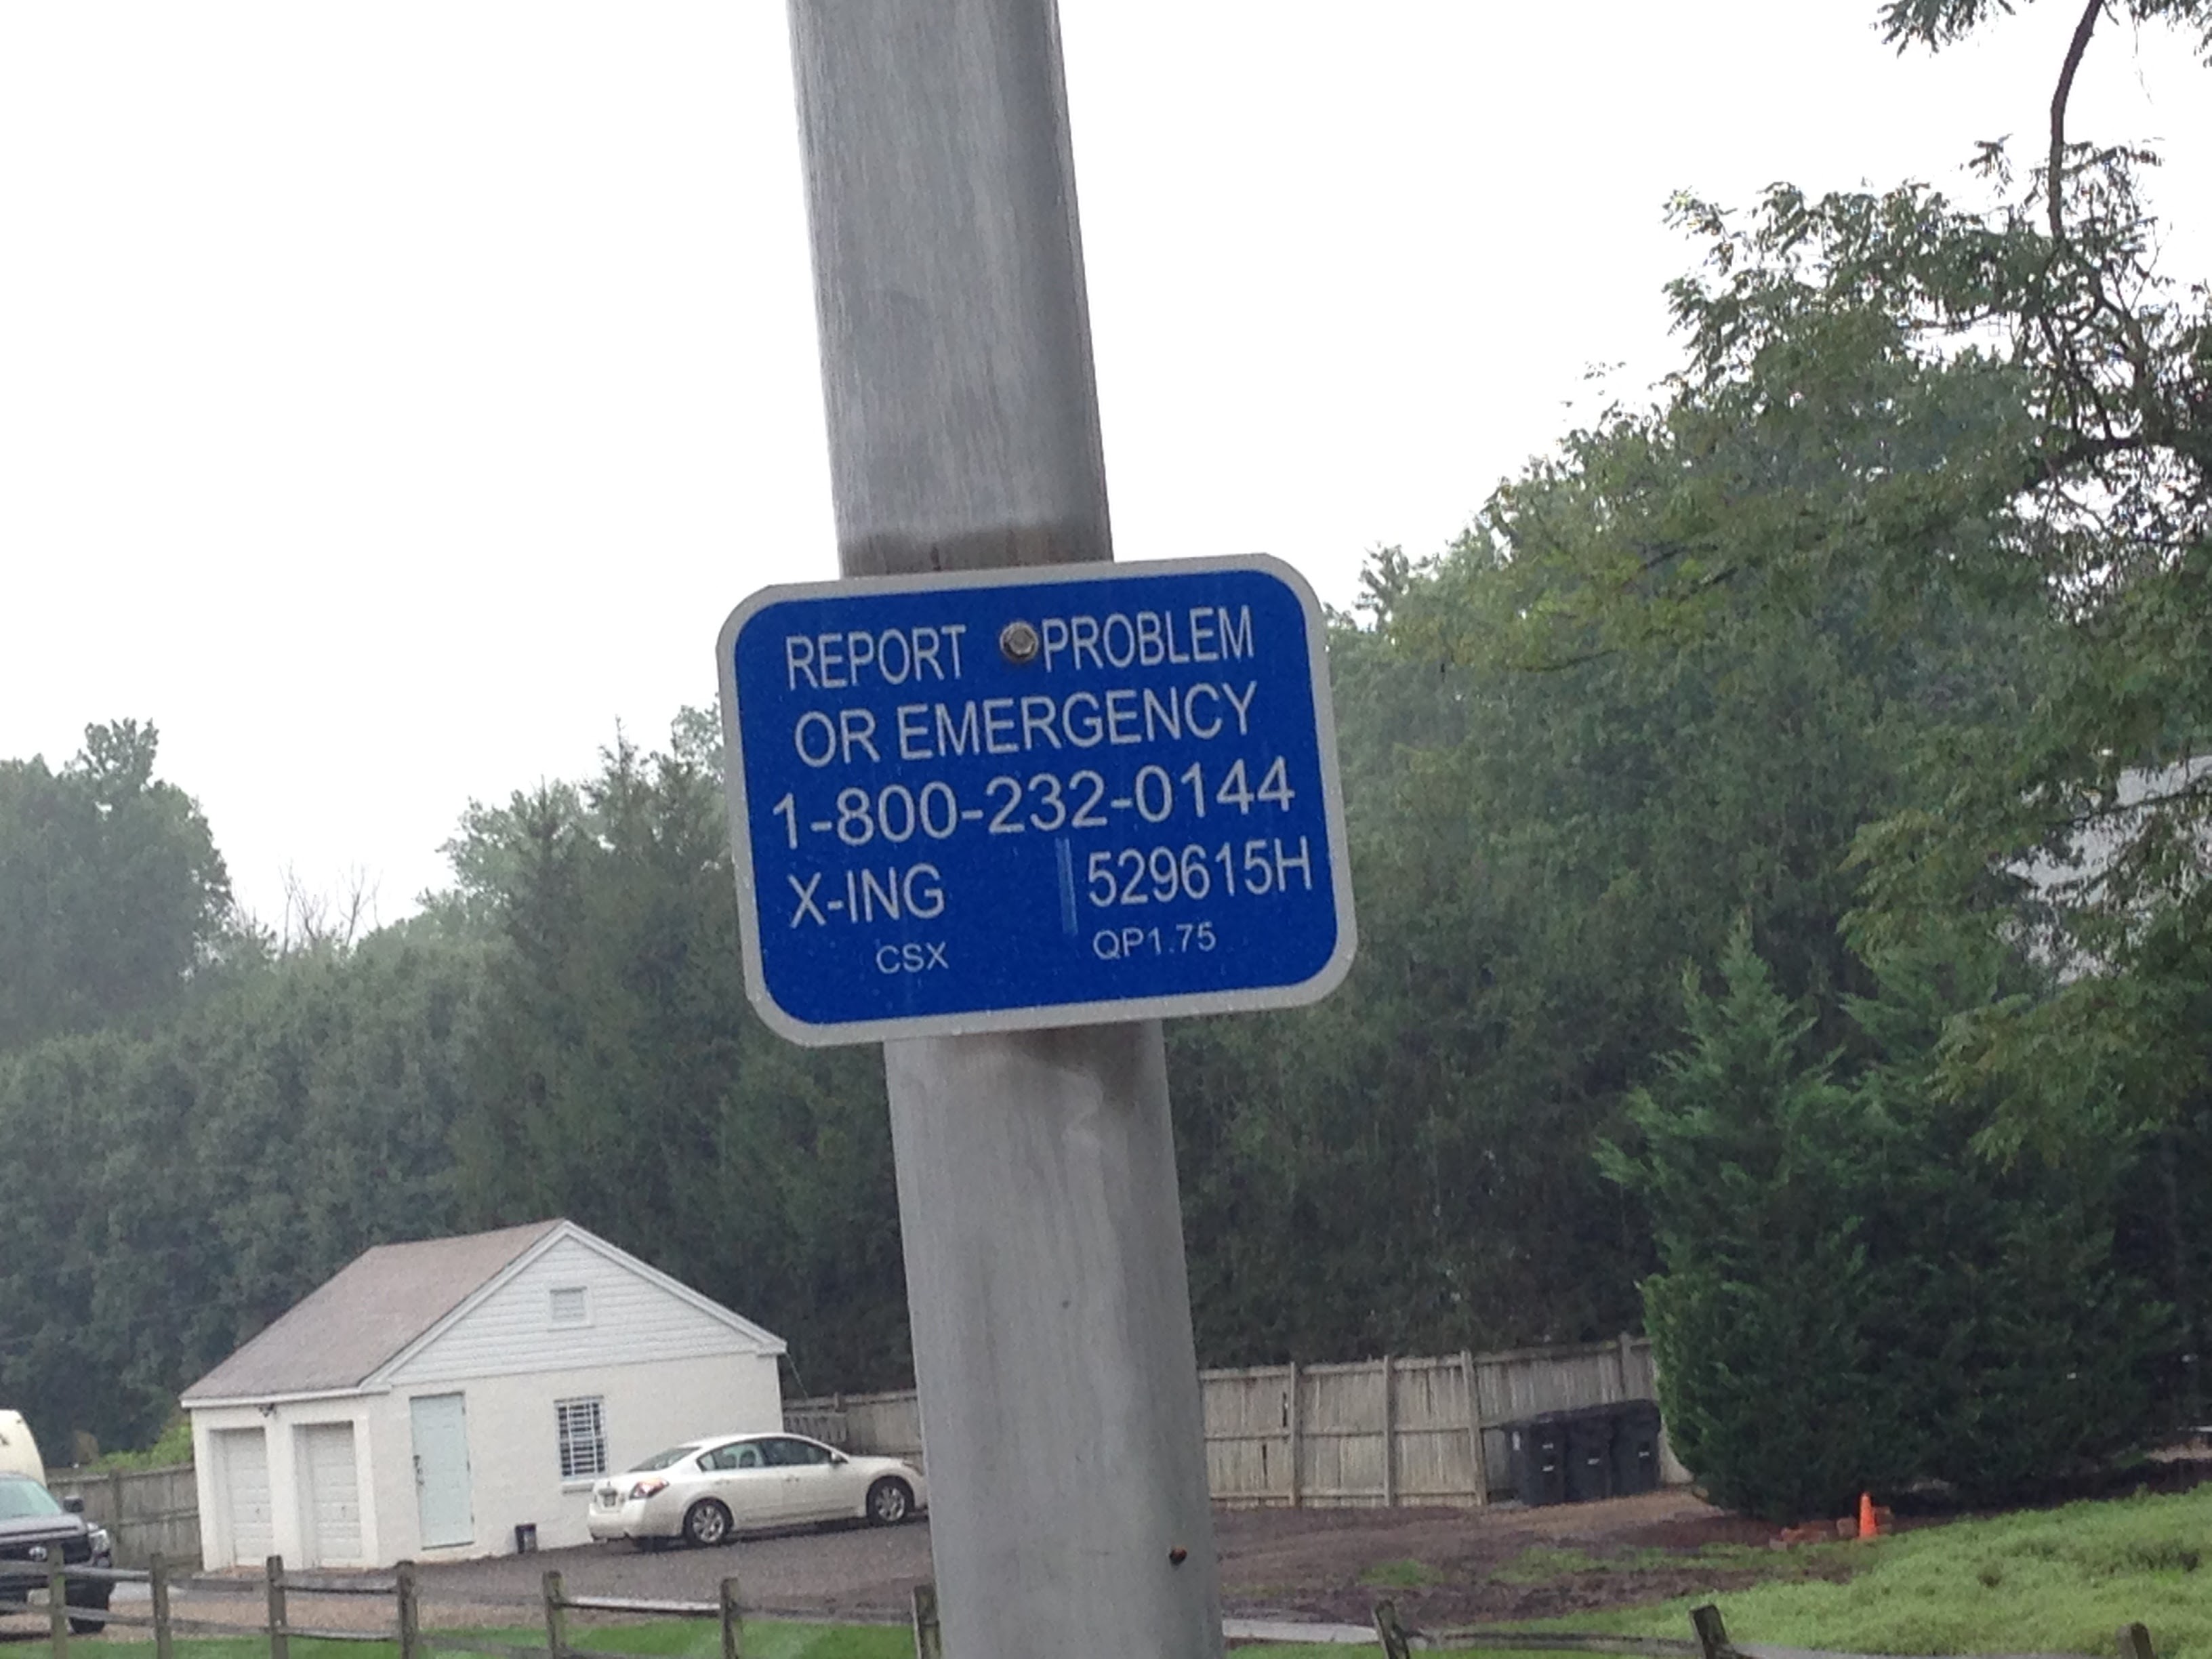 REPORT PROBLEM
OR EMERGENCY
1-800-232-0144
X-ING 529615H
CSX QP1.75